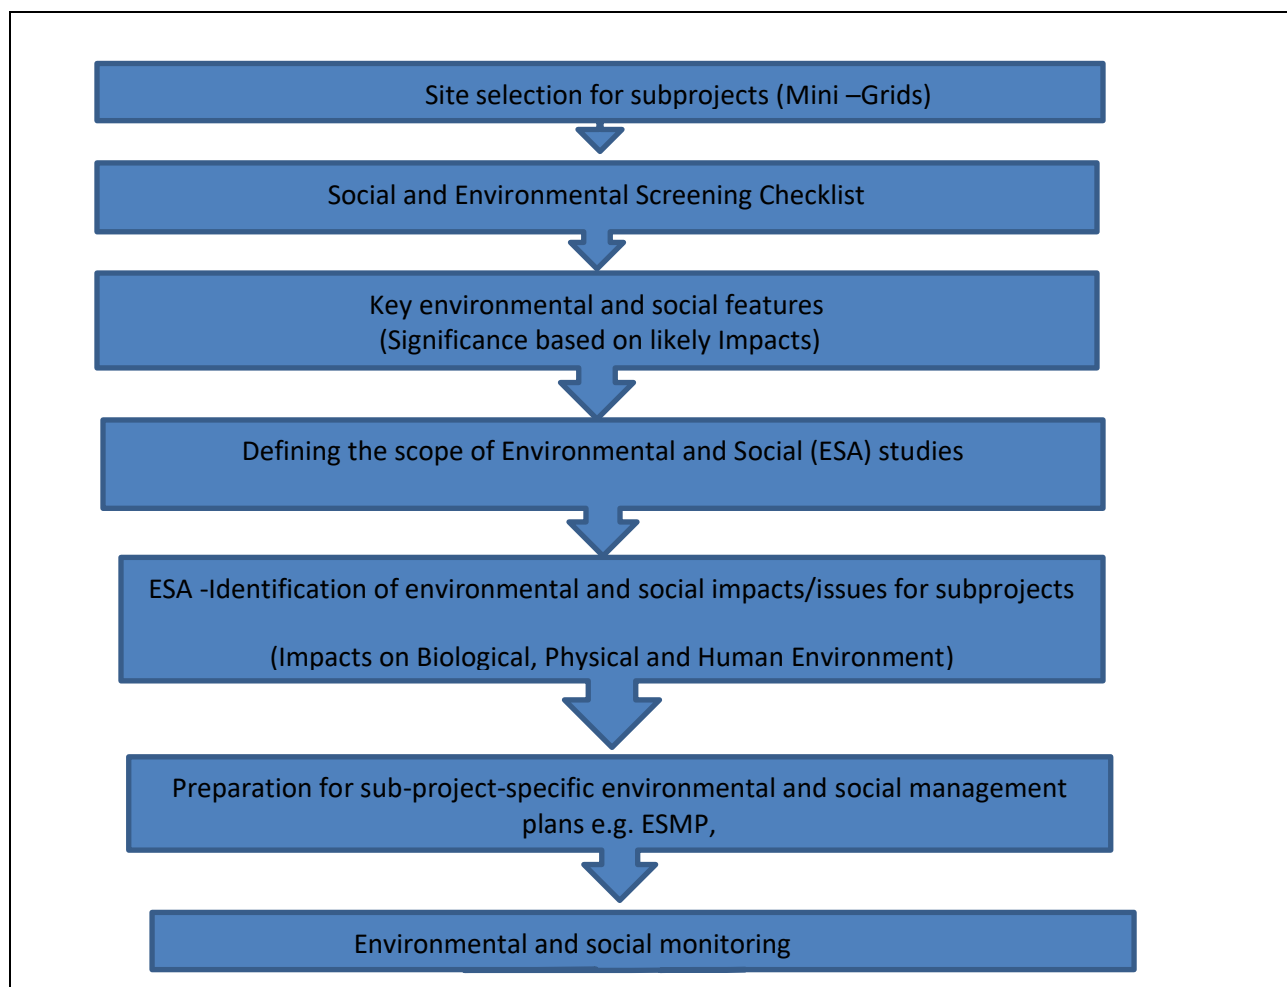 Site selection for subprojects (Mini –Grids)
Social and Environmental Screening Checklist
Key environmental and social features
(Significance based on likely Impacts)
Defining the scope of Environmental and Social (ESA) studies
ESA -Identification of environmental and social impacts/issues for subprojects
(Impacts on Biological, Physical and Human Environment)
Preparation for sub-project-specific environmental and social management
plans e.g. ESMP,
Environmental and social monitoring